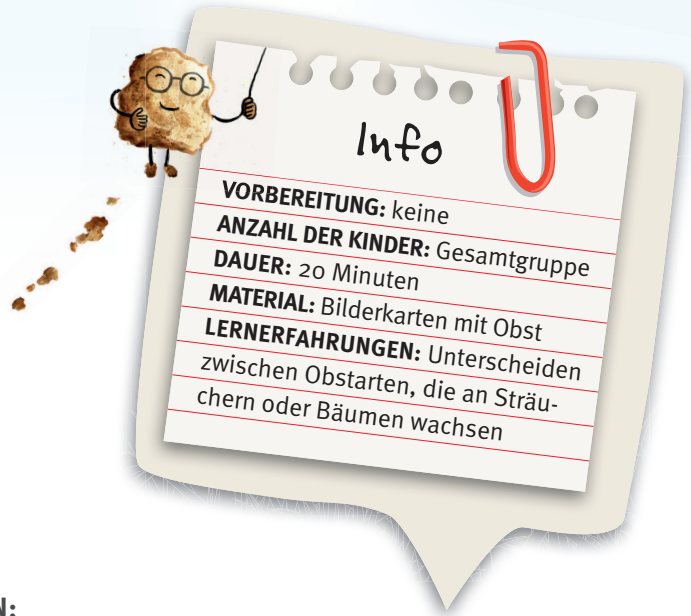 Info
VORBEREITUNG: keine
ANZAHL DER KINDER: Gesamtgruppe
DAUER: 20 Minuten
MATERIAL: Bilderkarten mit Obst
LERNERFAHRUNGEN: Unterscheiden
zwischen Obstarten, die an Sträu-
chern oder Bäumen wachsen
N: